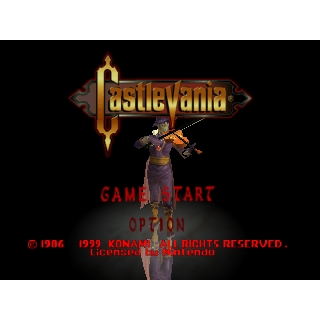 Castlevania
GAME START
OPTION
© 1986 1999 KONAMI ALL RIGHTS RESERVED.
Licensed by Nintendo